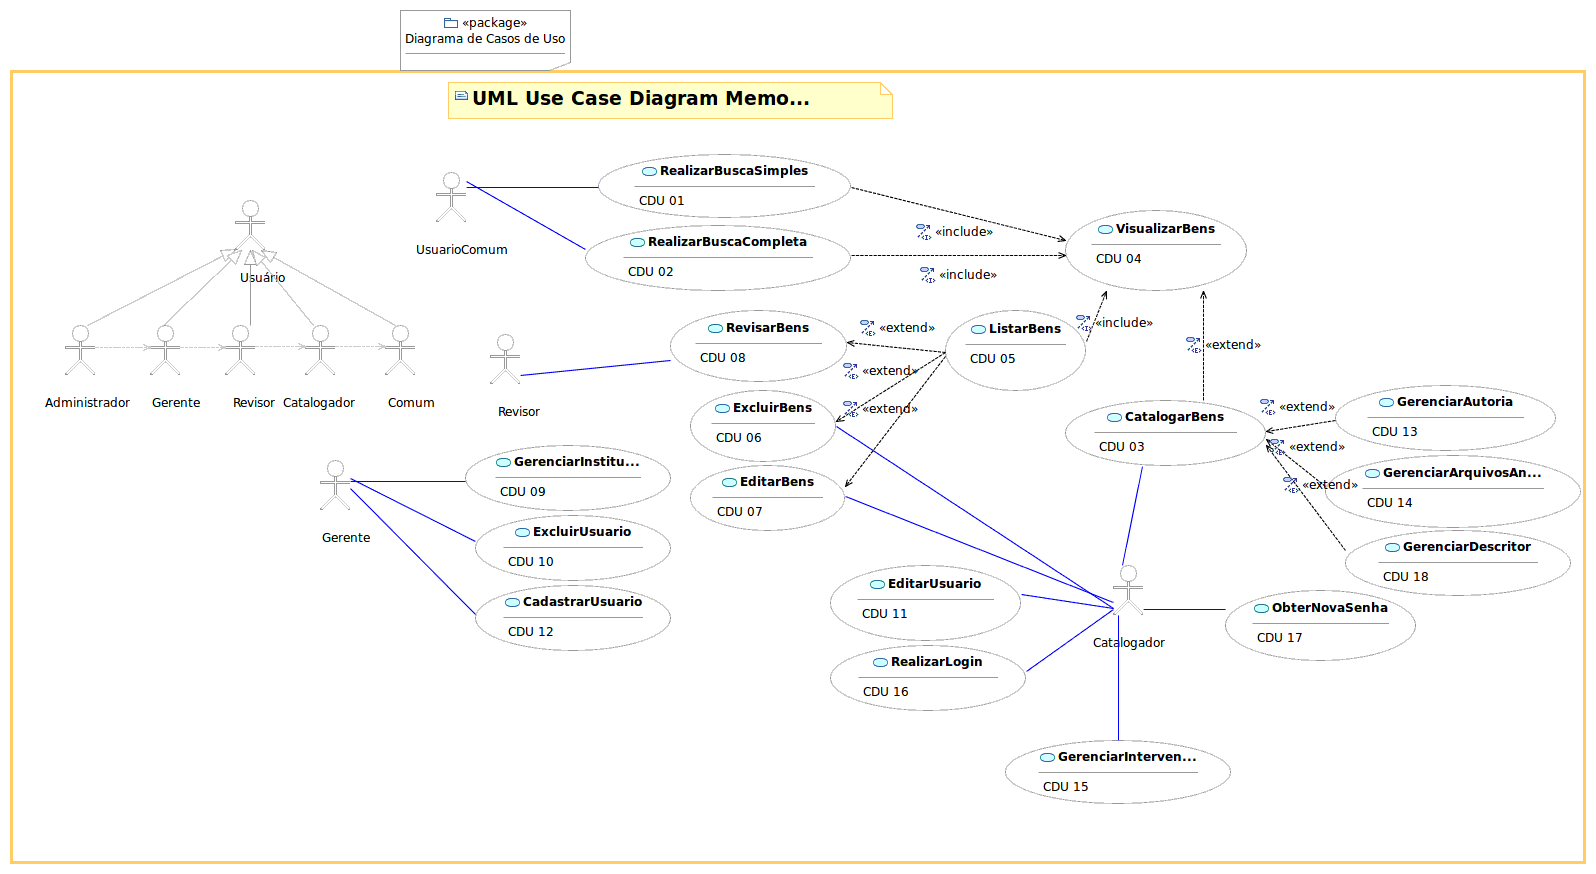 «package»
Diagrama de Casos de Uso
UML Use Case Diagram Memo...
RealizarBuscaSimples
CDU 01
UsuarioComum
RealizarBuscaCompleta
CDU 02
«include»
«include»
VisualizarBens
CDU 04
Usuário
Administrador
Gerente
Revisor
Catalogador
Comum
Revisor
RevisarBens
CDU 08
«extend»
«extend»
«extend»
ListarBens
CDU 05
«include»
«extend»
ExcluirBens
CDU 06
EditarBens
CDU 07
CatalogarBens
CDU 03
«extend»
«extend»
«extend»
GerenciarAutoria
CDU 13
GerenciarArquivosAn...
CDU 14
GerenciarDescritor
CDU 18
Gerente
GerenciarInstitu...
CDU 09
ExcluirUsuario
CDU 10
CadastrarUsuario
CDU 12
EditarUsuario
CDU 11
RealizarLogin
CDU 16
Catalogador
ObterNovaSenha
CDU 17
GerenciarInterven...
CDU 15